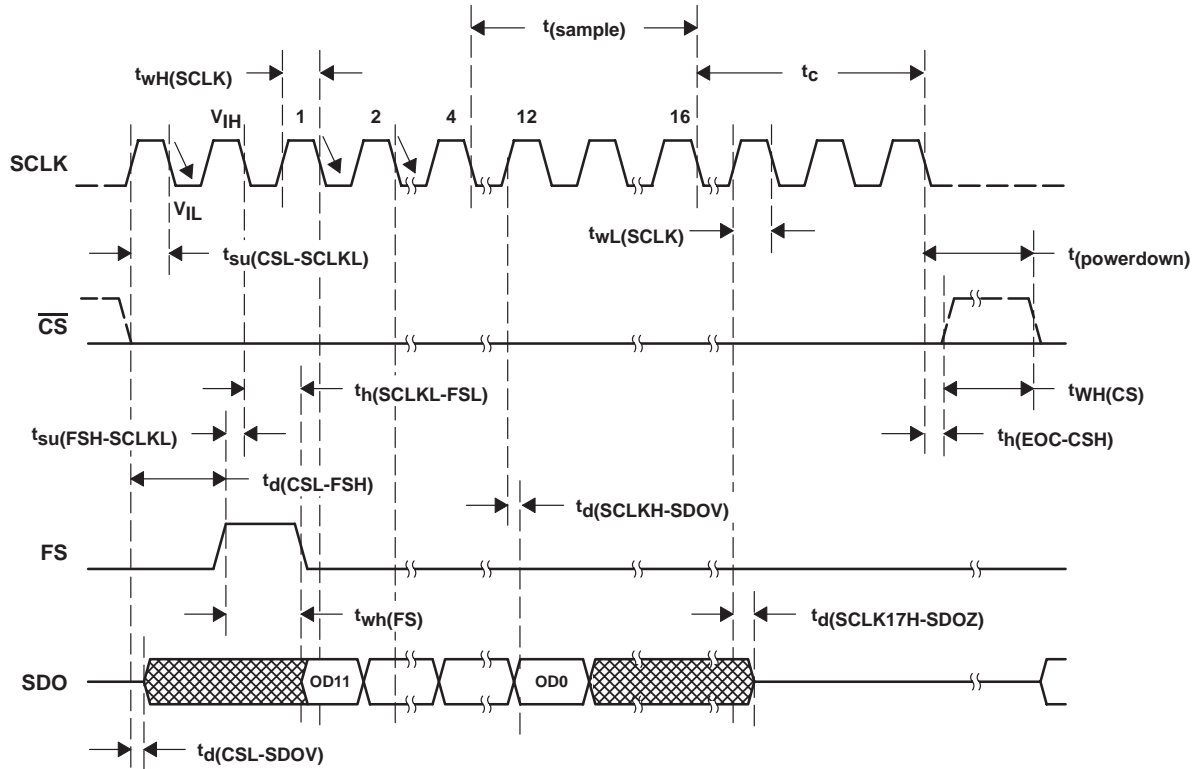 t(sample)
twH(SCLK)
tc
VIH
1
2
4
12
16
SCLK
VIL
twL(SCLK)
tsu(CSL-SCLKL)
t(powerdown)
CS
th(SCLKL-FSL)
tWH(CS)
tsu(FSH-SCLKL)
th(EOC-CSH)
td(CSL-FSH)
td(SCLKH-SDOV)
FS
twh(FS)
td(SCLK17H-SDOZ)
SDO
OD11
OD0
td(CSL-SDOV)